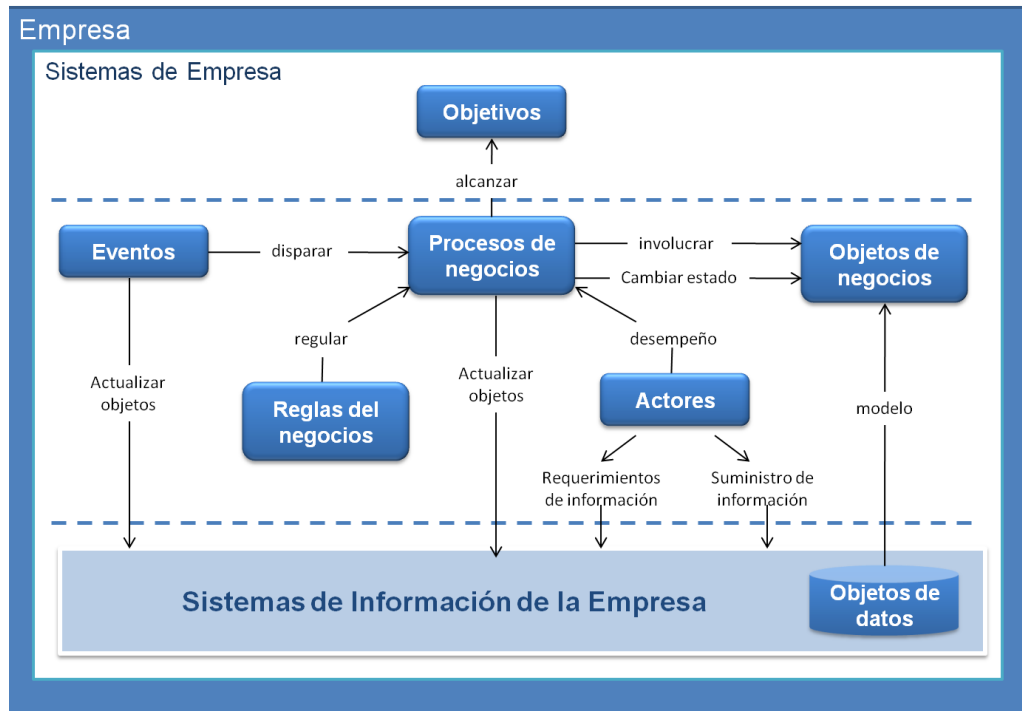 Empresa
Sistemas de Empresa
Objetivos
alcanzar
Eventos
disparar
Procesos de
negocios
involucrar
Cambiar estado
Objetos de
negocios
regular
desempeño
Actualizar
objetos
Reglas del
negocios
Actualizar
objetos
Actores
modelo
Requerimientos
de información
Suministro de
información
Sistemas de Información de la Empresa
Objetos de
datos